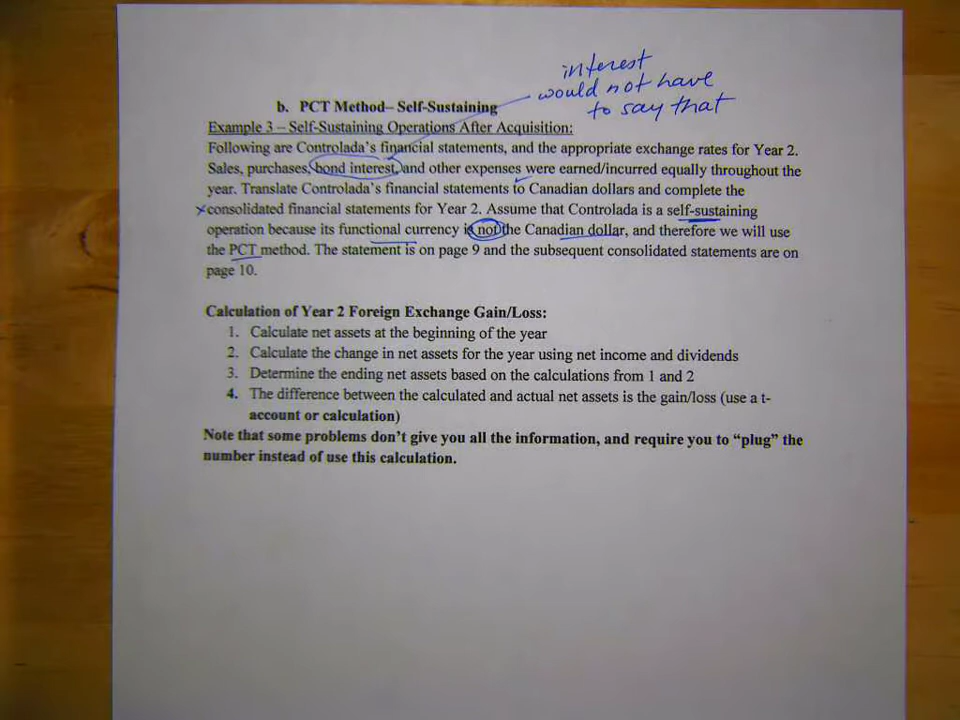 interest
would not have
to say that
b. PCT Method– Self-Sustaining
Example 3 – Self-Sustaining Operations After Acquisition:
Following are Controlada's financial statements, and the appropriate exchange rates for Year 2.
Sales, purchases, bond interest, and other expenses were earned/incurred equally throughout the
year. Translate Controlada's financial statements to Canadian dollars and complete the
consolidated financial statements for Year 2. Assume that Controlada is a self-sustaining
operation because its functional currency is not the Canadian dollar, and therefore we will use
the PCT method. The statement is on page 9 and the subsequent consolidated statements are on
page 10.
Calculation of Year 2 Foreign Exchange Gain/Loss:
1. Calculate net assets at the beginning of the year
2. Calculate the change in net assets for the year using net income and dividends
3. Determine the ending net assets based on the calculations from 1 and 2
4. The difference between the calculated and actual net assets is the gain/loss (use a t-
account or calculation)
Note that some problems don't give you all the information, and require you to “plug” the
number instead of use this calculation.